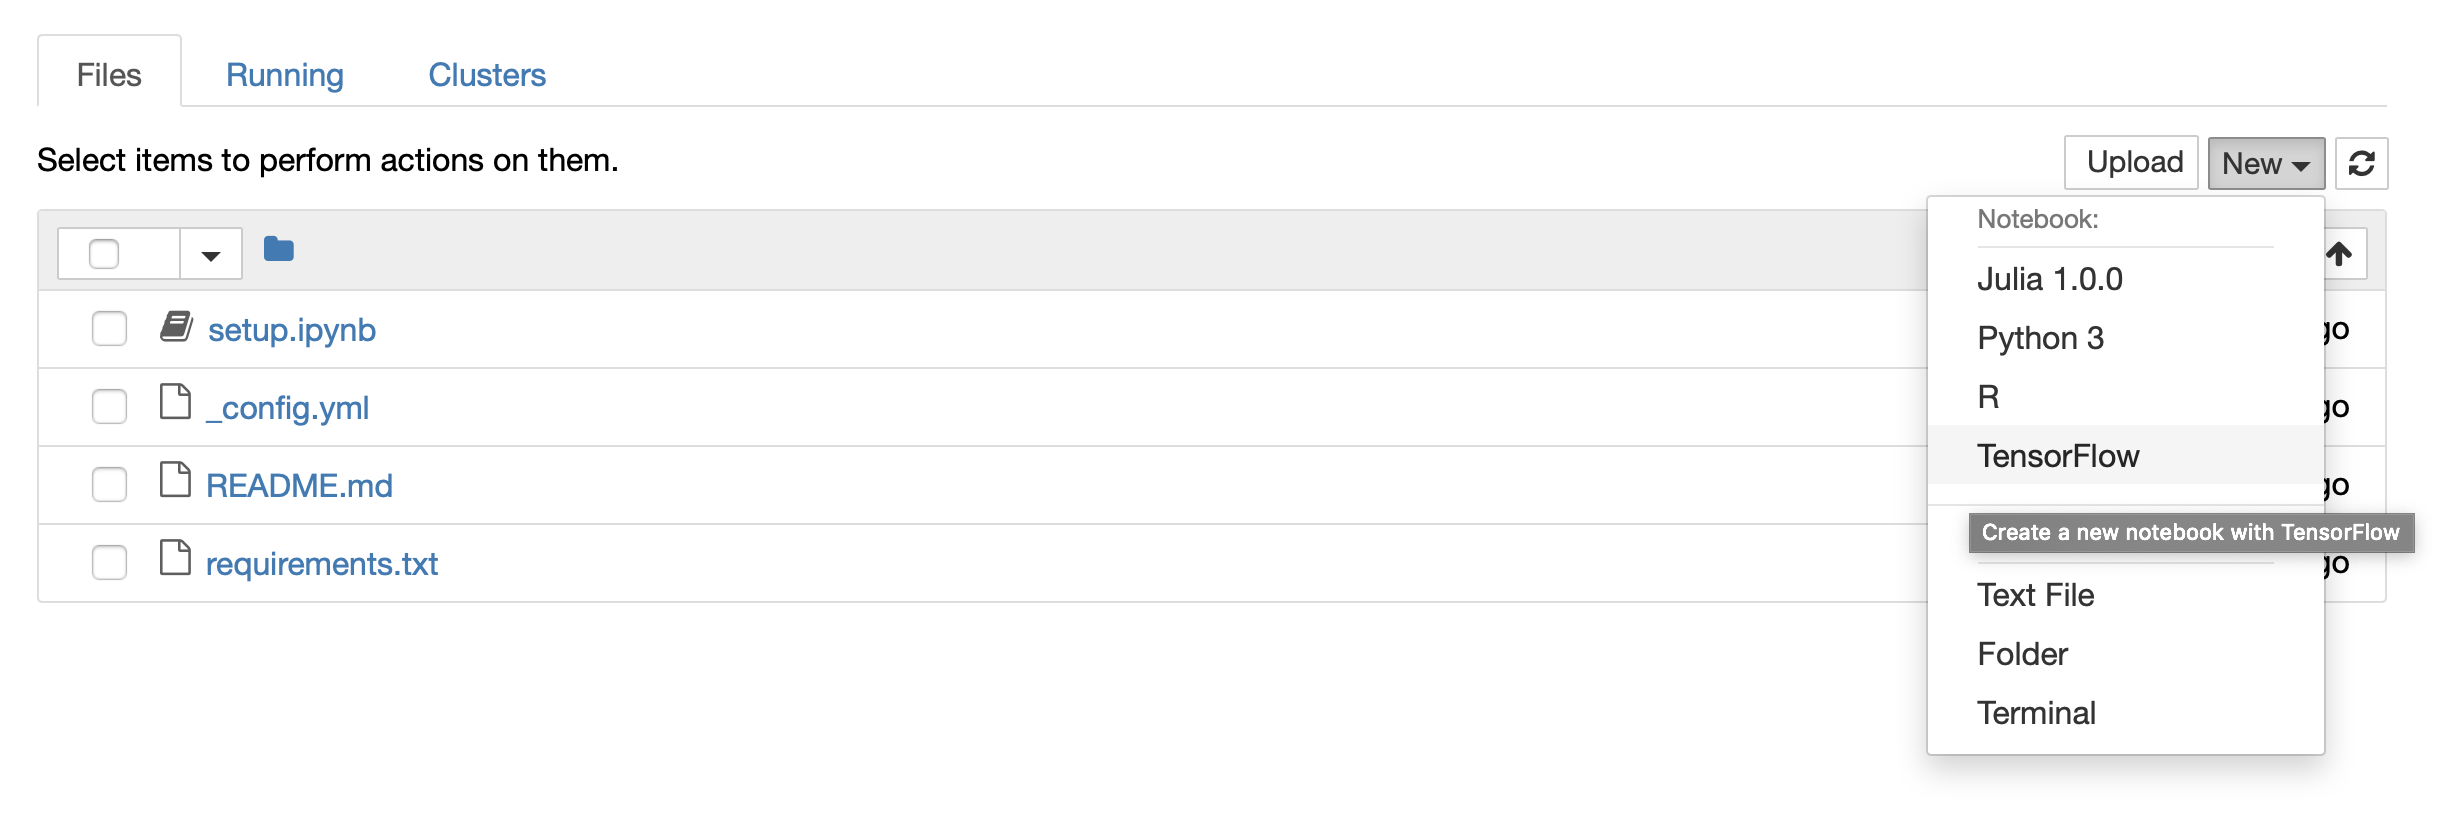 Files Running Clusters
Select items to perform actions on them.
Upload New
Notebook:
Julia 1.0.0
Python 3
R
TensorFlow
Create a new notebook with TensorFlow
Text File
Folder
Terminal
setup.ipynb
_config.yml
README.md
requirements.txt